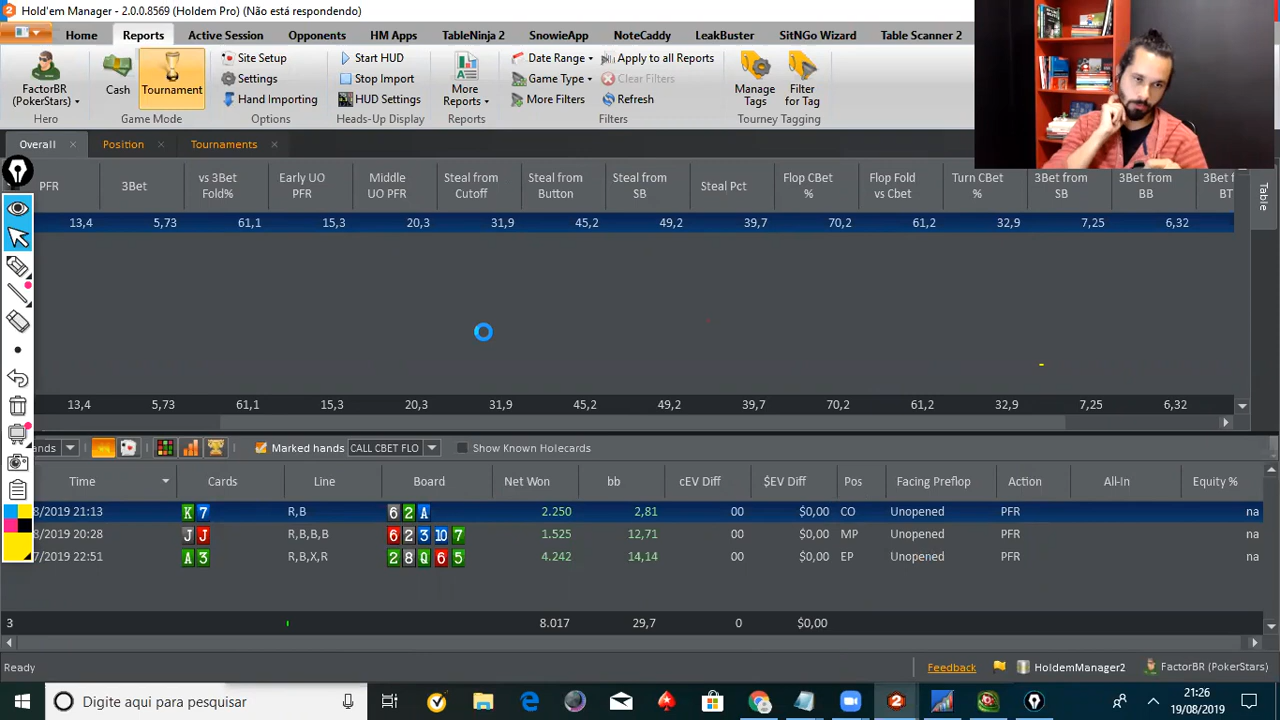 Hold'em Manager - 2.0.0.8569 (Holdem Pro) (Não está respondendo)
Home Reports Active Session Opponents HM Apps TableNinja 2 SnowieApp NoteCaddy LeakBuster SitNGo Wizard Table Scanner 2
FactorBR (PokerStars) Cash Tournament Site Setup Settings Hand Importing Start HUD Stop Import HUD Settings More Reports Date Range Game Type More Filters Apply to all Reports Clear Filters Refresh Manage Tags Filter for Tag
Hero Game Mode Options Heads-Up Display Reports Filters Tourney Tagging
Overall Position Tournaments
PFR 3Bet vs 3Bet Fold% Early UO PFR Middle UO PFR Steal from Cutoff Steal from Button Steal from SB Steal Pct Flop CBet % Flop Fold vs Cbet Turn CBet % 3Bet from SB 3Bet from BB 3Bet f BT
Table
13,4 5,73 61,1 15,3 20,3 31,9 45,2 49,2 39,7 70,2 61,2 32,9 7,25 6,32
13,4 5,73 61,1 15,3 20,3 31,9 45,2 49,2 39,7 70,2 61,2 32,9 7,25 6,32
ands Marked hands CALL CBET FLO Show Known Holecards
Time Cards Line Board Net Won bb cEV Diff $EV Diff Pos Facing Preflop Action All-In Equity %
8/2019 21:13 K 7 R,B 6 2 A 2.250 2,81 00 $0,00 CO Unopened PFR na
8/2019 20:28 J J R,B,B,B 6 2 3 10 7 1.525 12,71 00 $0,00 MP Unopened PFR na
7/2019 22:51 A 3 R,B,X,R 2 8 Q 6 5 4.242 14,14 00 $0,00 EP Unopened PFR na
3 8.017 29,7 0 $0,00
Ready Feedback HoldemManager2 FactorBR (PokerStars)
Digite aqui para pesquisar 21:26
19/08/2019